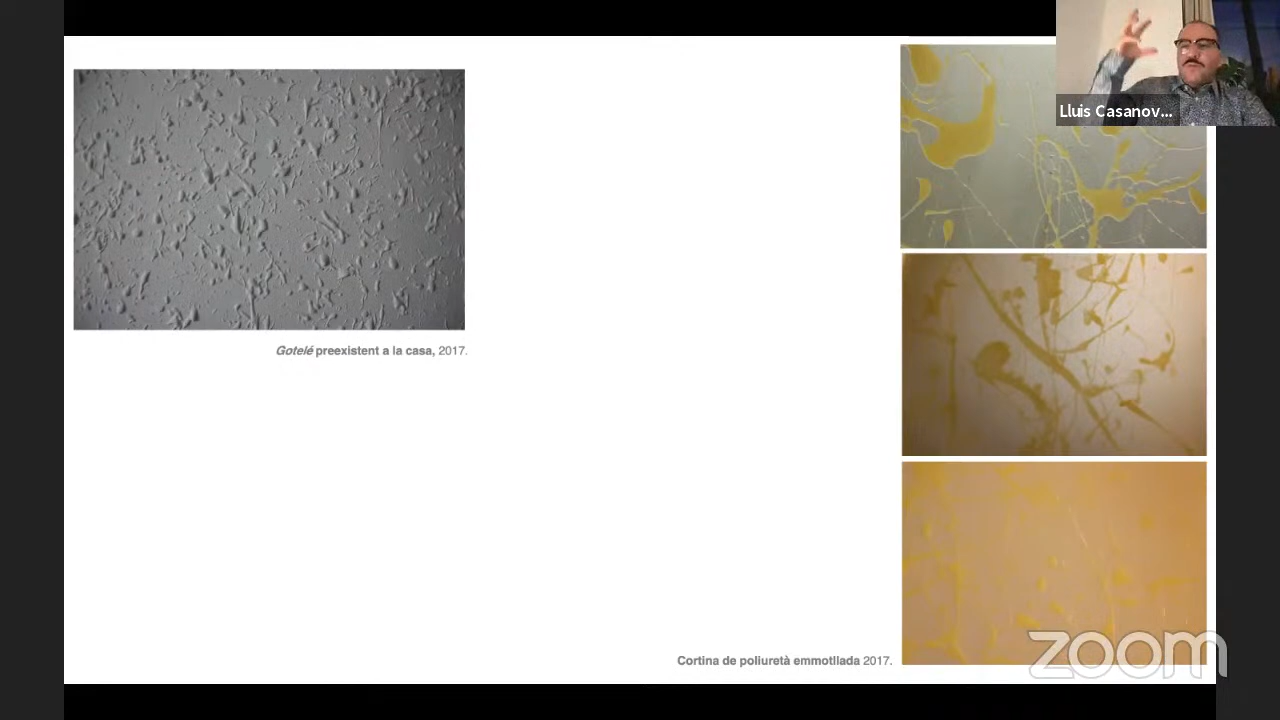 Lluis Casanov...
Gotelé preexistent a la casa, 2017.
Cortina de poliuretà emmotllada 2017.
zoom